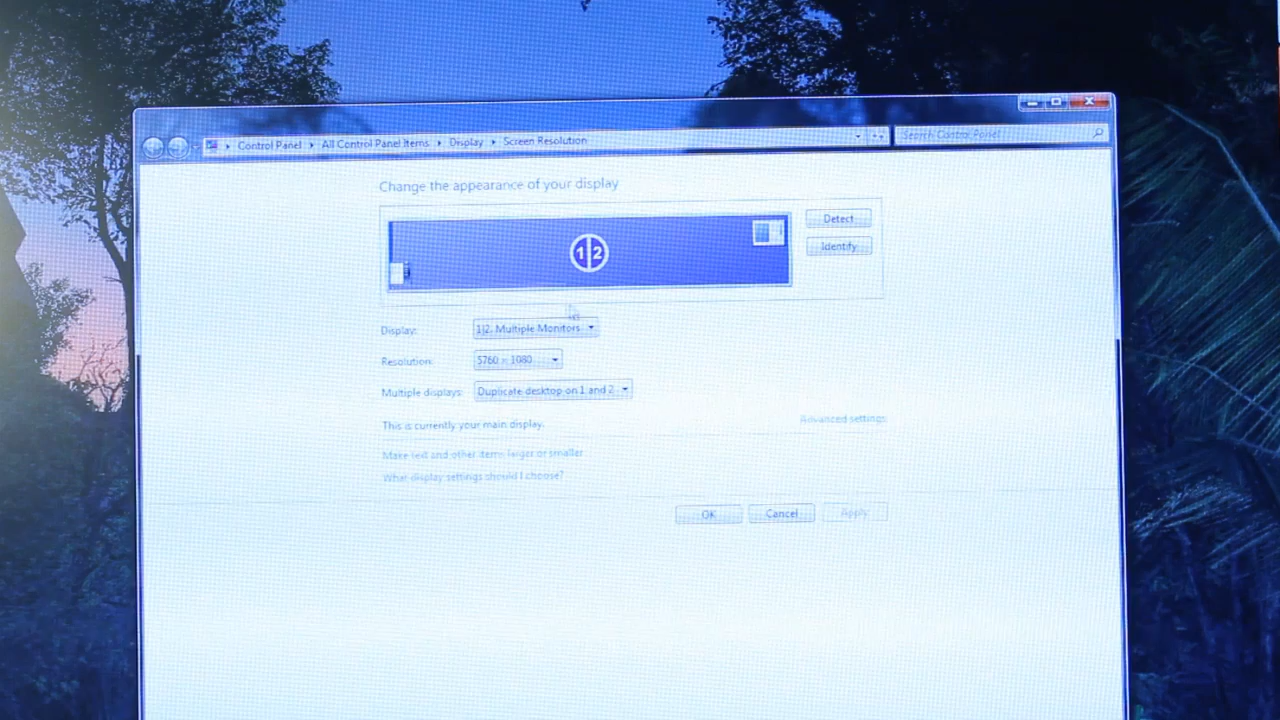 Control Panel All Control Panel Items Display Screen Resolution
Search Control Panel
Change the appearance of your display
1 2
Detect
Identify
Display: 1|2. Multiple Monitors
Resolution: 5760 × 1080
Multiple displays: Duplicate desktop on 1 and 2
This is currently your main display.
Advanced settings
Make text and other items larger or smaller
What display settings should I choose?
OK Cancel Apply